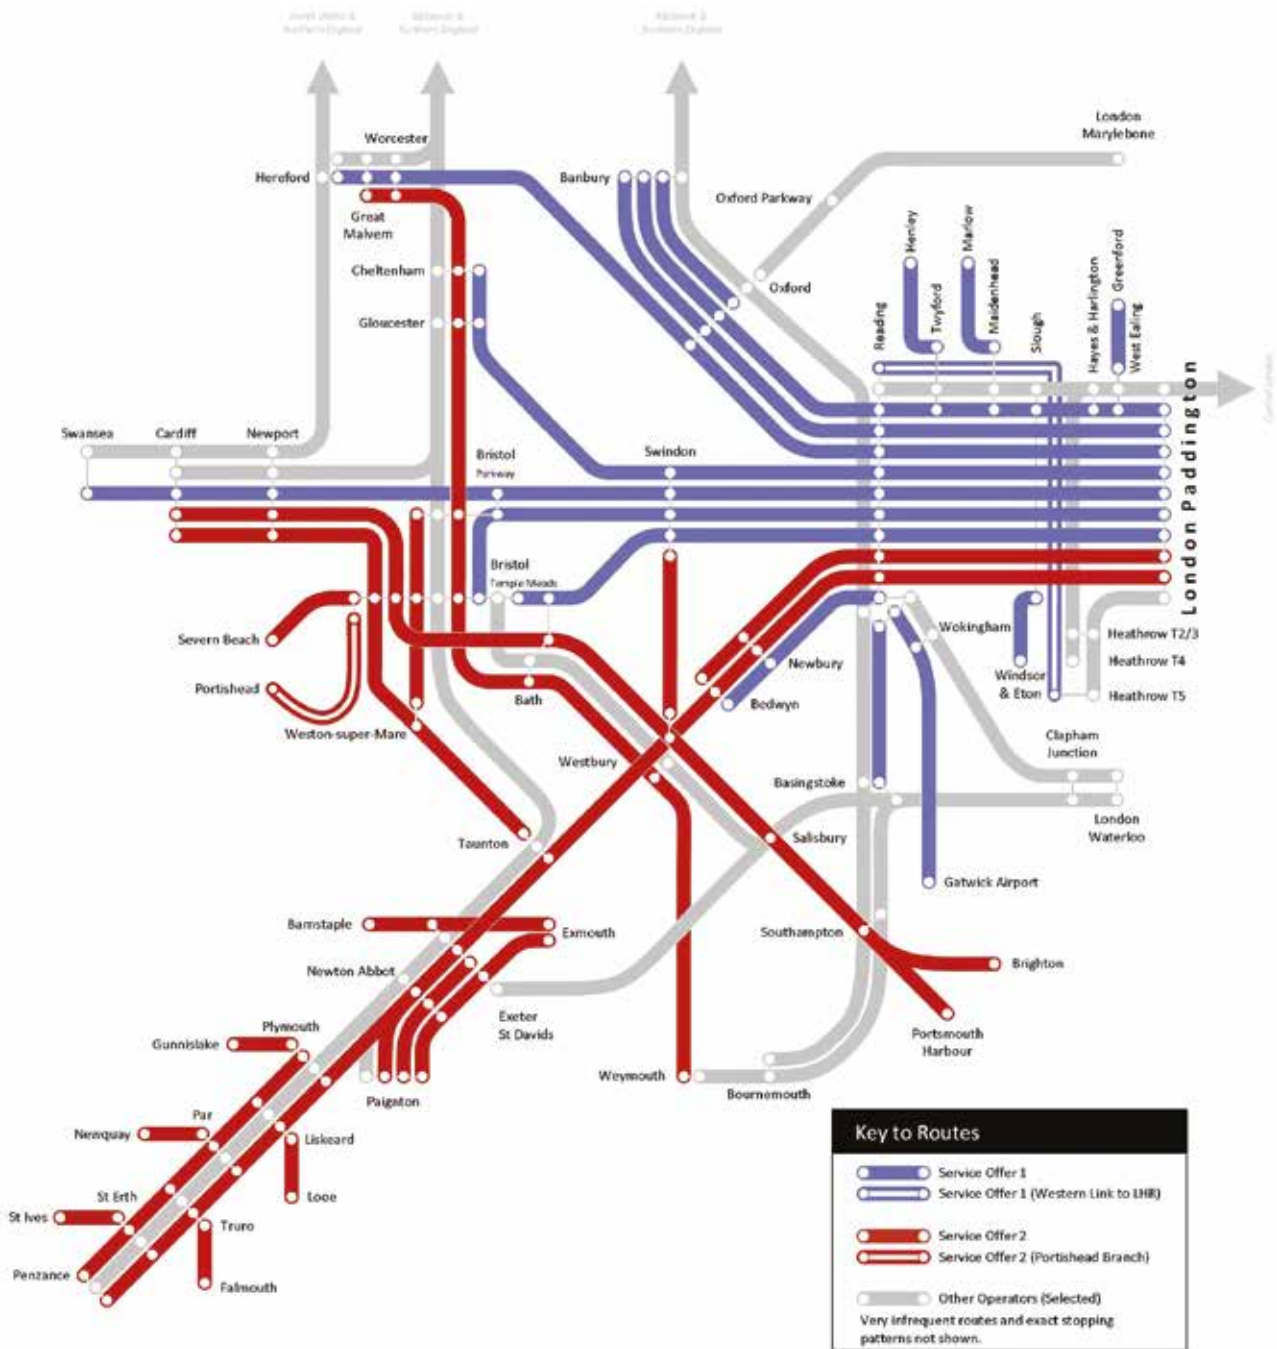 Worcester
London
Marylebone
Hereford
Banbury
Oxford Parkway
Great
Malvern
Henley
Marlow
Cheltenham
Oxford
Twyford
Maidenhead
Hayes & Harlington
Greenford
Gloucester
Reading
Slough
West Ealing
London Paddington
Swansea
Cardiff
Newport
Bristol
Parkway
Swindon
Bristol
Temple Meads
Severn Beach
Wokingham
Heathrow T2/3
Newbury
Heathrow T4
Windsor
& Eton
Portishead
Bath
Bedwyn
Heathrow T5
Weston-super-Mare
Clapham
Junction
Westbury
Basingstoke
London
Waterloo
Taunton
Salisbury
Gatwick Airport
Barnstaple
Exmouth
Southampton
Newton Abbot
Brighton
Exeter
St Davids
Plymouth
Gunnislake
Portsmouth
Harbour
Paignton
Weymouth
Bournemouth
Par
Newquay
Liskeard
Key to Routes
Service Offer 1
St Erth
Looe
Service Offer 1 (Western Link to LHR)
St Ives
Truro
Service Offer 2
Service Offer 2 (Portishead Branch)
Penzance
Falmouth
Other Operators (Selected)
Very infrequent routes and exact stopping
patterns not shown.